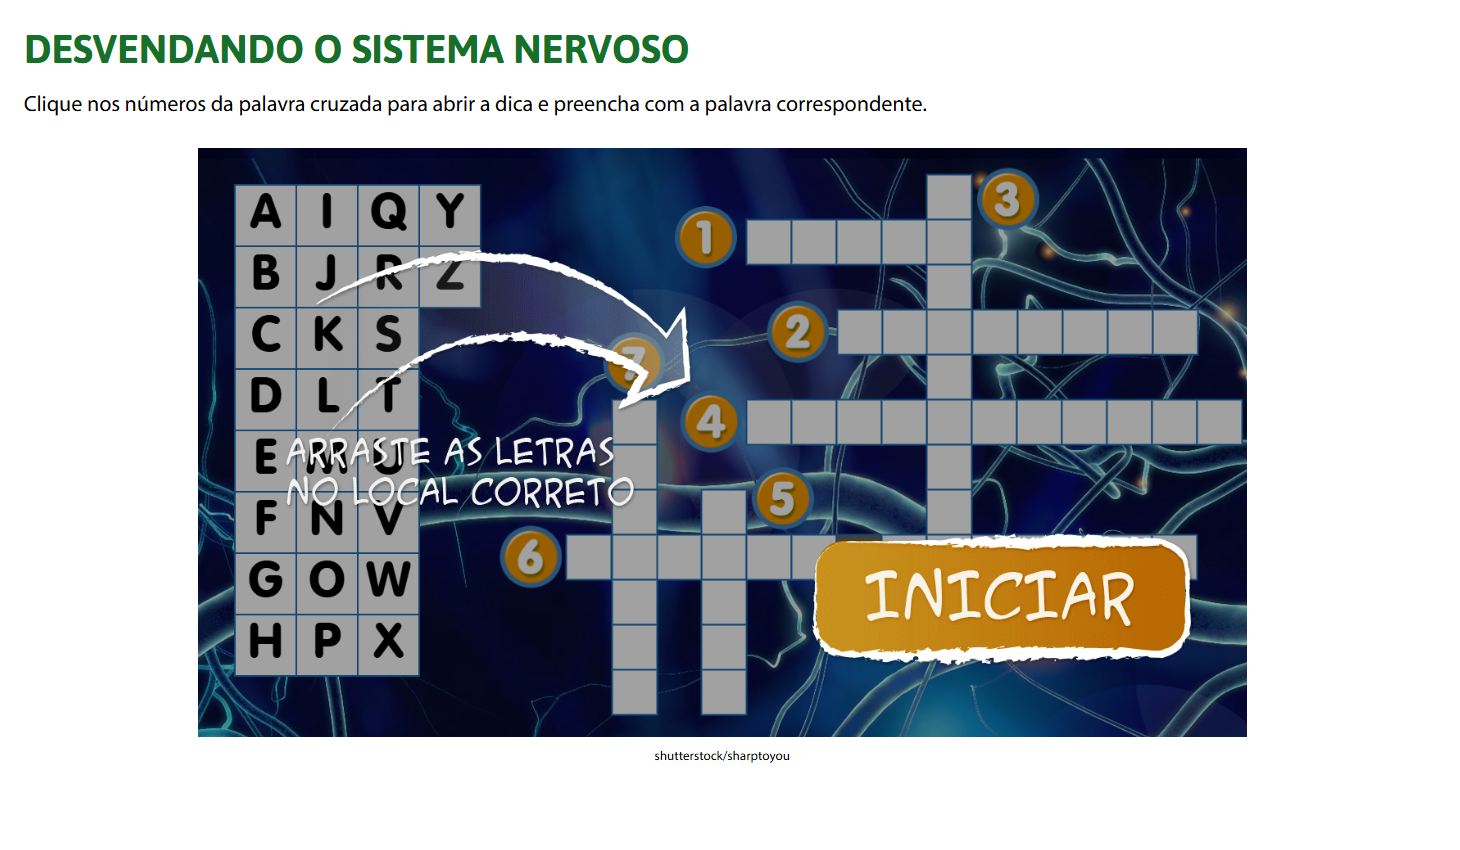 DESVENDANDO O SISTEMA NERVOSO
Clique nos números da palavra cruzada para abrir a dica e preencha com a palavra correspondente.
A I Q Y
B J R Z
C K S
D L T
E M U
F N V
G O W
H P X
3
1
2
7
4
5
6
ARRASTE AS LETRAS
NO LOCAL CORRETO
INICIAR
shutterstock/sharptoyou